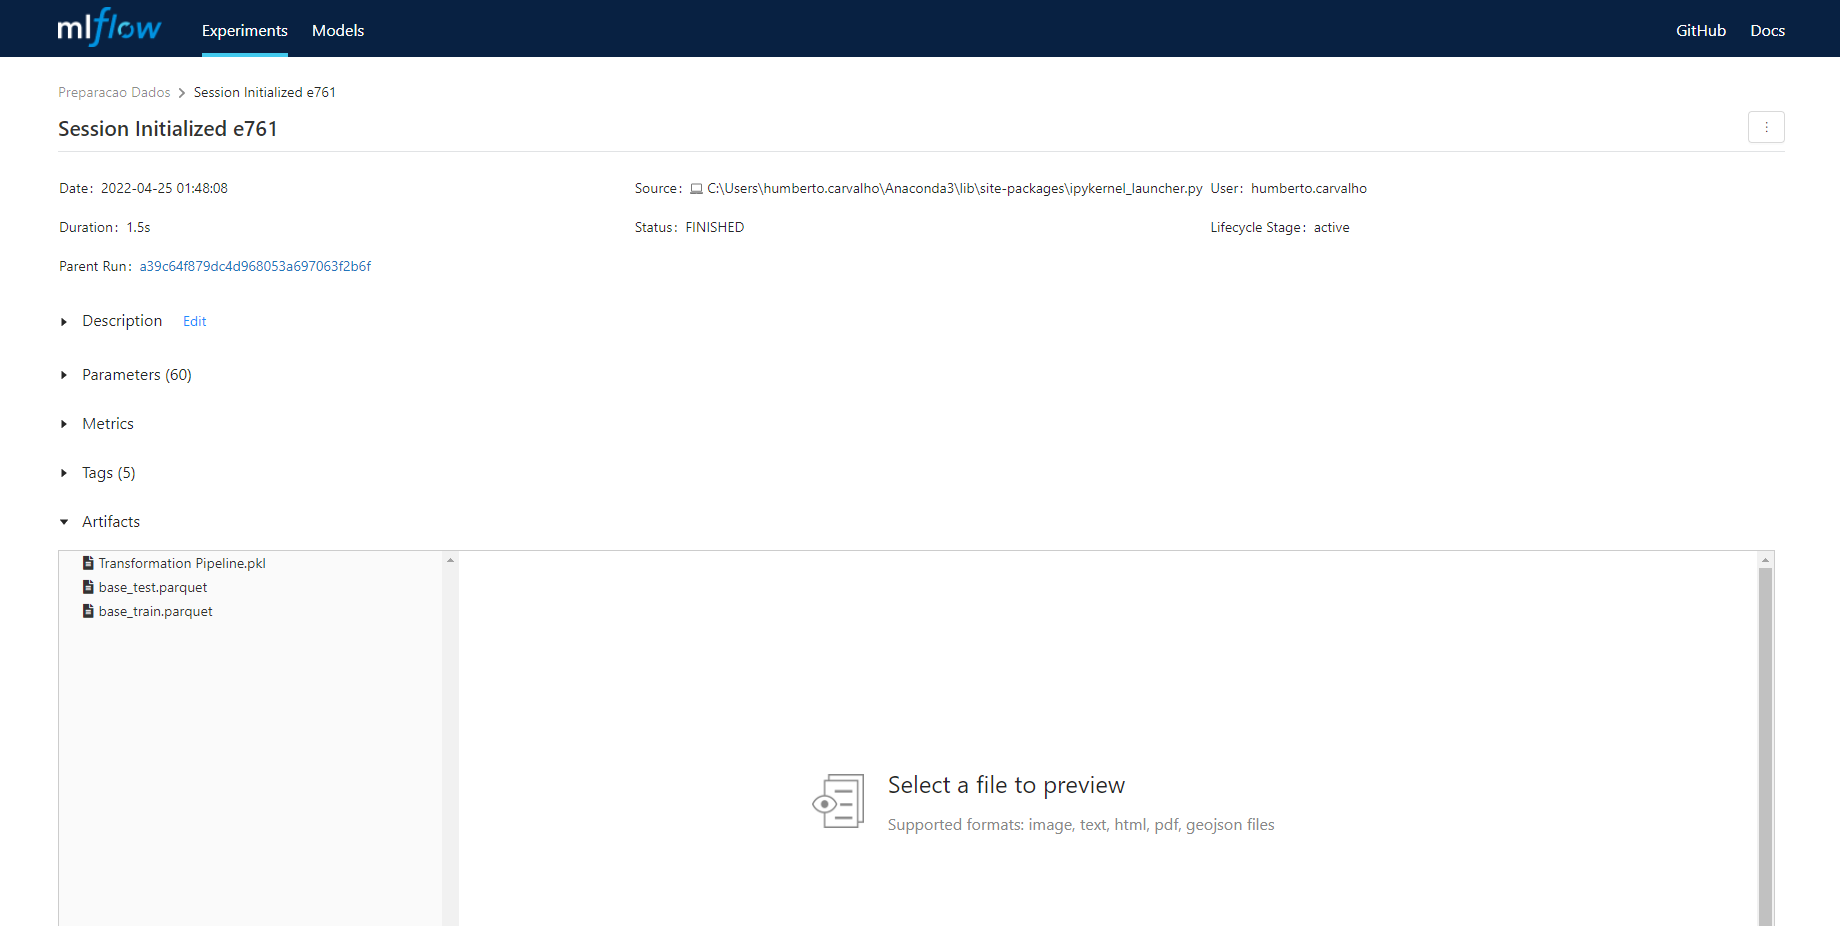 mlflow Experiments Models GitHub Docs
Preparacao Dados > Session Initialized e761
Session Initialized e761
Date: 2022-04-25 01:48:08 Source: C:\Users\humberto.carvalho\Anaconda3\lib\site-packages\ipykernel_launcher.py User: humberto.carvalho
Duration: 1.5s Status: FINISHED Lifecycle Stage: active
Parent Run: a39c64f879dc4d968053a697063f2b6f
Description Edit
Parameters (60)
Metrics
Tags (5)
Artifacts
Transformation Pipeline.pkl
base_test.parquet
base_train.parquet
Select a file to preview
Supported formats: image, text, html, pdf, geojson files